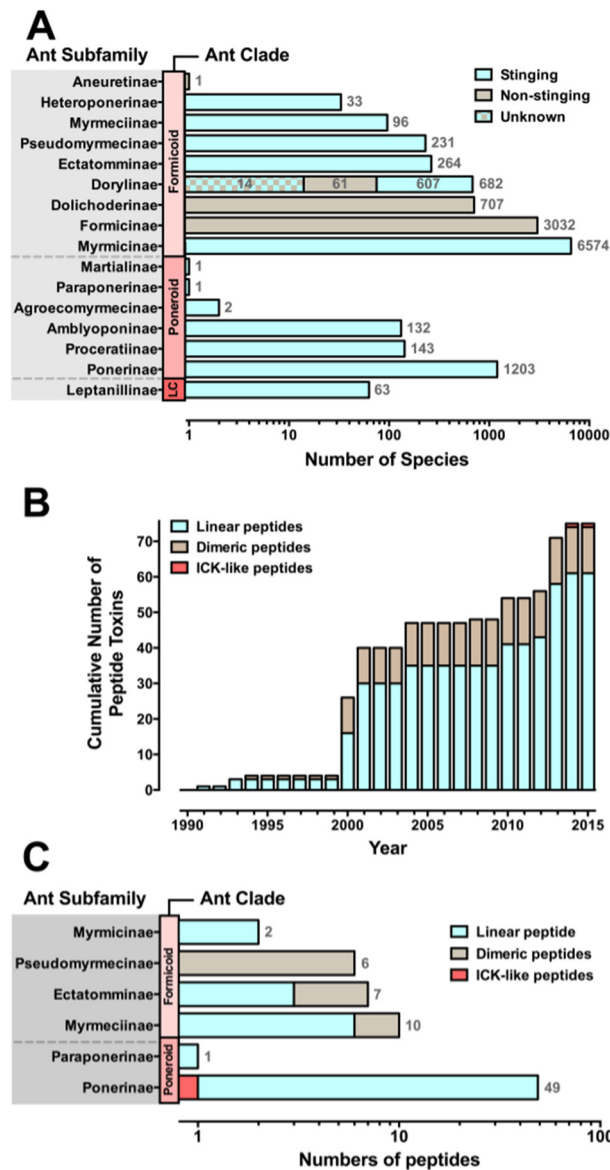 A
Ant Subfamily
Ant Clade
Aneuretinae 1
Heteroponerinae 33
Myrmeciinae 96
Pseudomyrmecinae 231
Ectatomminae 264
Dorylinae 14 61 607 682
Dolichoderinae 707
Formicinae 3032
Myrmicinae 6574
Martialinae 1
Paraponerinae 1
Agroecomyrmecinae 2
Amblyoponinae 132
Proceratiinae 143
Ponerinae 1203
Leptanillinae 63
Formicoid
Poneroid
LC
Stinging
Non-stinging
Unknown
1 10 100 1000 10000
Number of Species
B
Linear peptides
Dimeric peptides
ICK-like peptides
Cumulative Number of
Peptide Toxins
70
60
50
40
30
20
10
0
1990 1995 2000 2005 2010 2015
Year
C
Ant Subfamily
Ant Clade
Myrmicinae 2
Pseudomyrmecinae 6
Ectatomminae 7
Myrmeciinae 10
Paraponerinae 1
Ponerinae 49
Formicoid
Poneroid
Linear peptide
Dimeric peptides
ICK-like peptides
1 10 100
Numbers of peptides